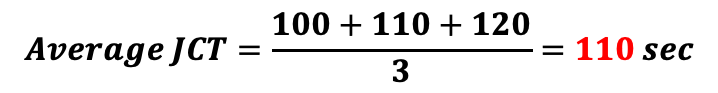 Average JCT = (100 + 110 + 120) / 3 = 110 sec